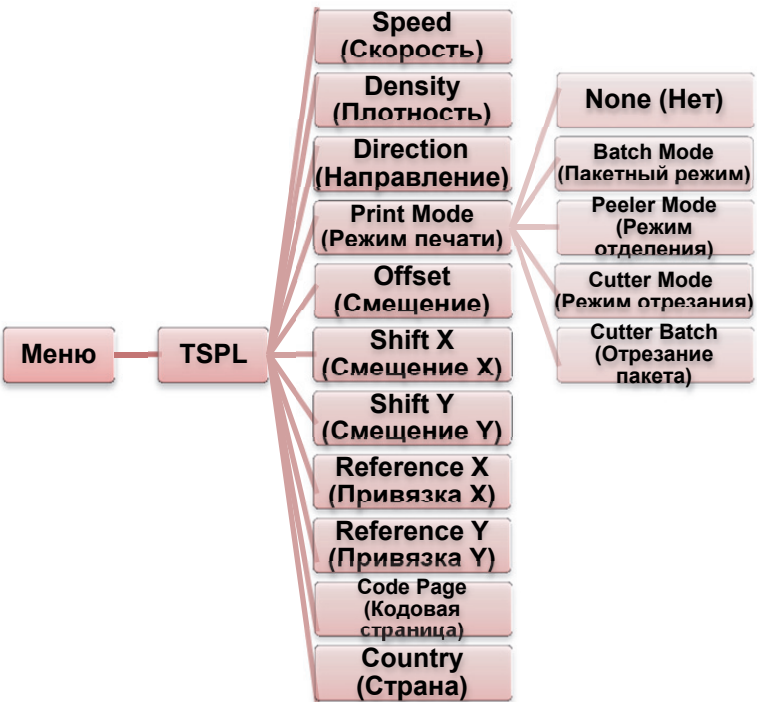 Меню
TSPL
Speed
(Скорость)
Density
(Плотность)
Direction
(Направление)
Print Mode
(Режим печати)
Offset
(Смещение)
Shift X
(Смещение X)
Shift Y
(Смещение Y)
Reference X
(Привязка X)
Reference Y
(Привязка Y)
Code Page
(Кодовая
страница)
Country
(Страна)
None (Нет)
Batch Mode
(Пакетный режим)
Peeler Mode
(Режим
отделения)
Cutter Mode
(Режим отрезания)
Cutter Batch
(Отрезание
пакета)